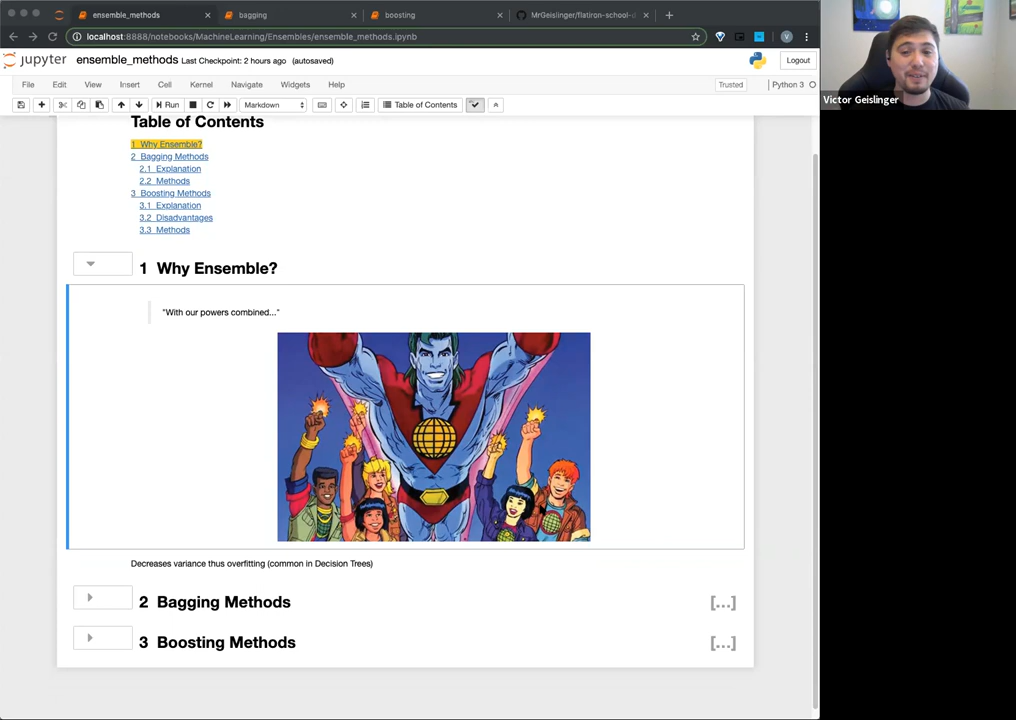 ensemble_methods
bagging
boosting
localhost:8888/notebooks/MachineLearning/Ensembles/ensemble_methods.ipynb
V
jupyter ensemble_methods Last Checkpoint: 2 hours ago (autosaved)
Logout
File Edit View Insert Cell Kernel Navigate Widgets Help
Trusted
Python 3
Run
Markdown
Table of Contents
Victor Geislinger
Table of Contents
1 Why Ensemble?
2 Bagging Methods
2.1 Explanation
2.2 Methods
3 Boosting Methods
3.1 Explanation
3.2 Disadvantages
3.3 Methods
1 Why Ensemble?
"With our powers combined..."
Decreases variance thus overfitting (common in Decision Trees)
2 Bagging Methods
[...]
3 Boosting Methods
[...]